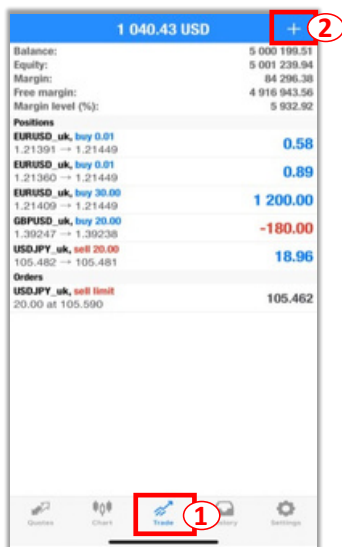 1 040.43 USD + 2
Balance: 5 000 199.51
Equity: 5 001 239.94
Margin: 84 296.38
Free margin: 4 916 943.56
Margin level (%): 5 932.92
Positions
EURUSD_uk, buy 0.01
1.21391 → 1.21449 0.58
EURUSD_uk, buy 0.01
1.21360 → 1.21449 0.89
EURUSD_uk, buy 30.00
1.21409 → 1.21449 1 200.00
GBPUSD_uk, buy 20.00
1.39247 → 1.39238 -180.00
USDJPY_uk, sell 20.00
105.482 → 105.481 18.96
Orders
USDJPY_uk, sell limit
20.00 at 105.590 105.462
1
Quotes Chart Trade Settings